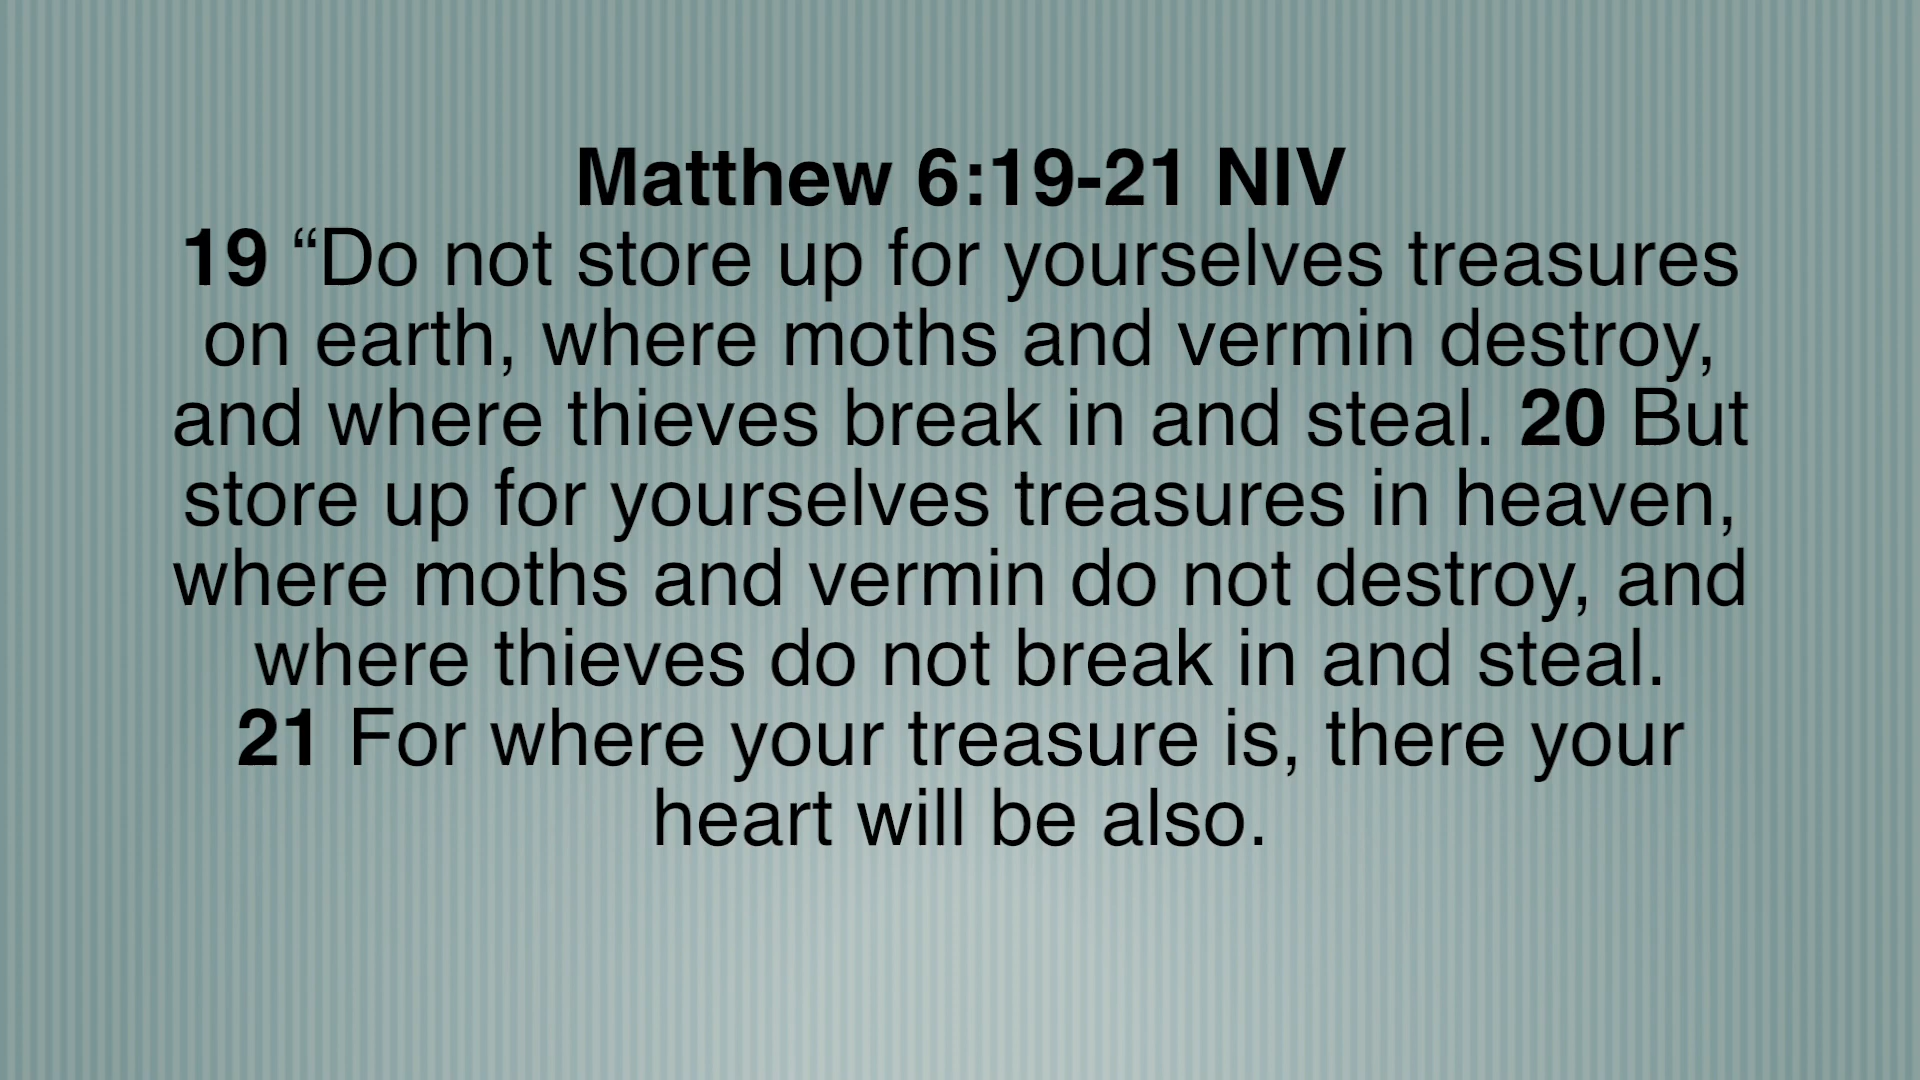 Matthew 6:19-21 NIV
19 “Do not store up for yourselves treasures
on earth, where moths and vermin destroy,
and where thieves break in and steal. 20 But
store up for yourselves treasures in heaven,
where moths and vermin do not destroy, and
where thieves do not break in and steal.
21 For where your treasure is, there your
heart will be also.